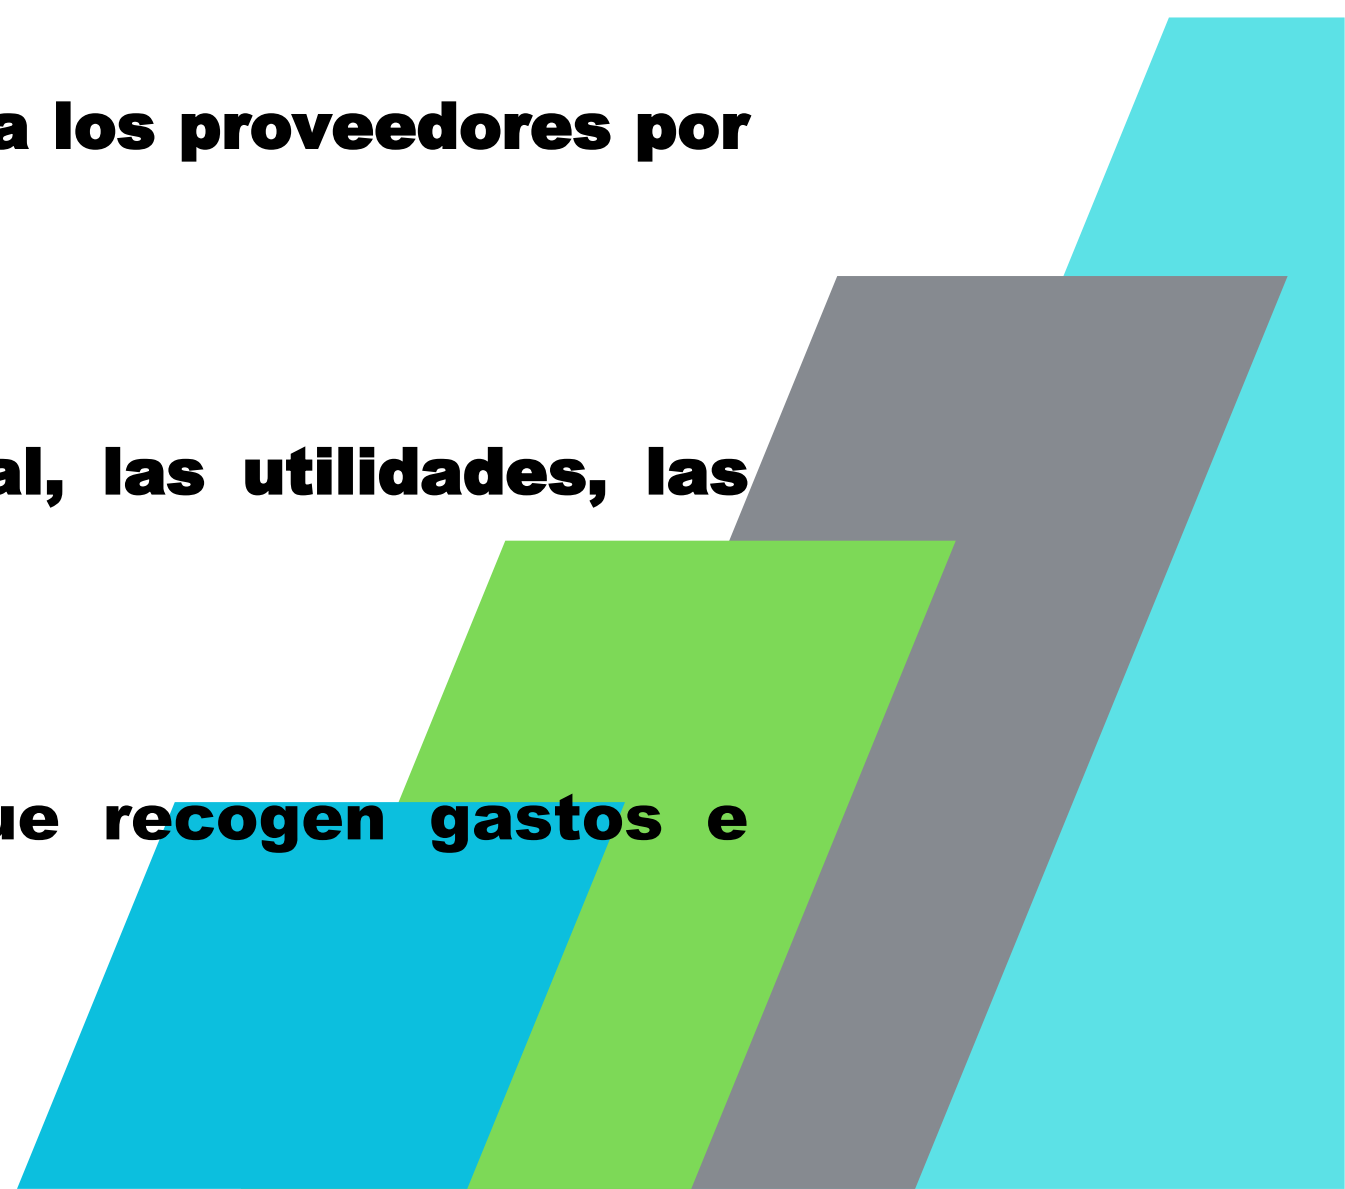 a los proveedores por
al, las utilidades, las
ue recogen gastos e